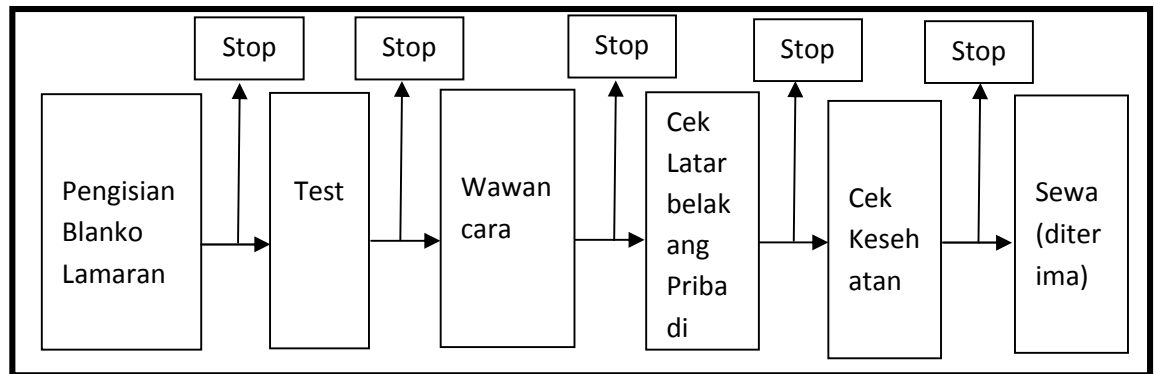 Stop
Stop
Stop
Stop
Stop
Pengisian
Blanko
Lamaran
Test
Wawan
cara
Cek
Latar
belak
ang
Priba
di
Cek
Keseh
atan
Sewa
(diter
ima)